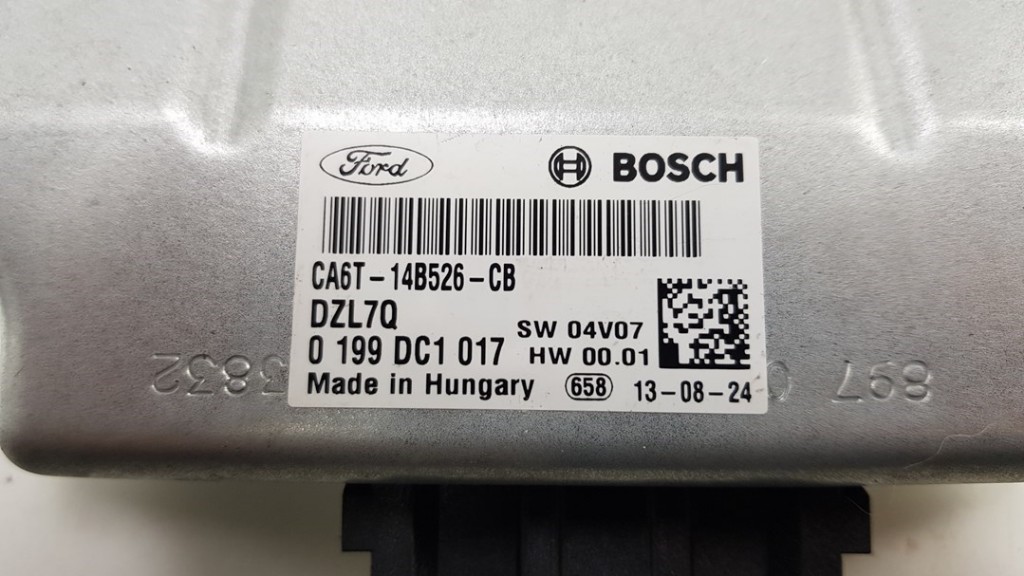 Ford BOSCH
CA6T-14B526-CB
DZL7Q
SW 04V07
0 199 DC1 017 HW 00.01
Made in Hungary 658 13-08-24